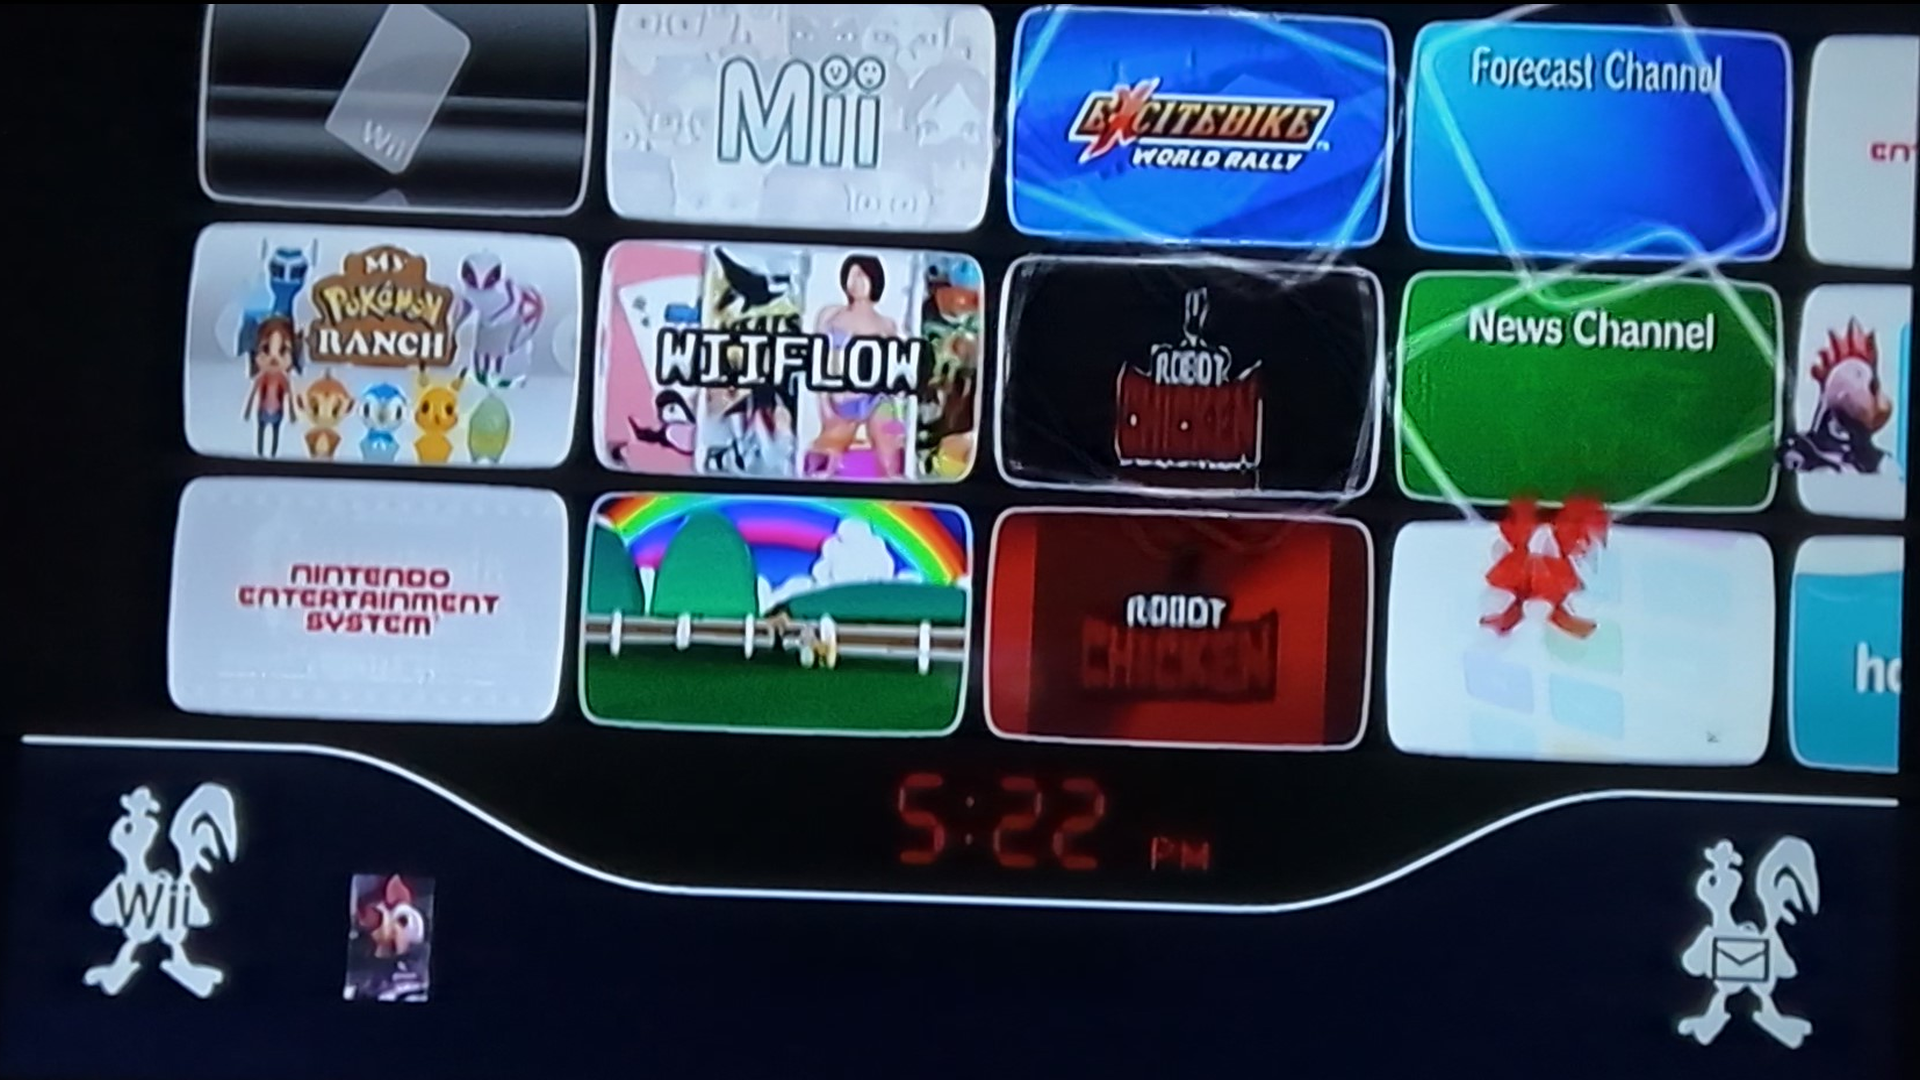 Wii
Mii
EXCITEBIKE
WORLD RALLY
Forecast Channel
MY
POKéMON
RANCH
WIIFLOW
ROBOT
News Channel
NINTENDO
ENTERTAINMENT
SYSTEM
ROBOT
CHICKEN
5:22 PM
Wii